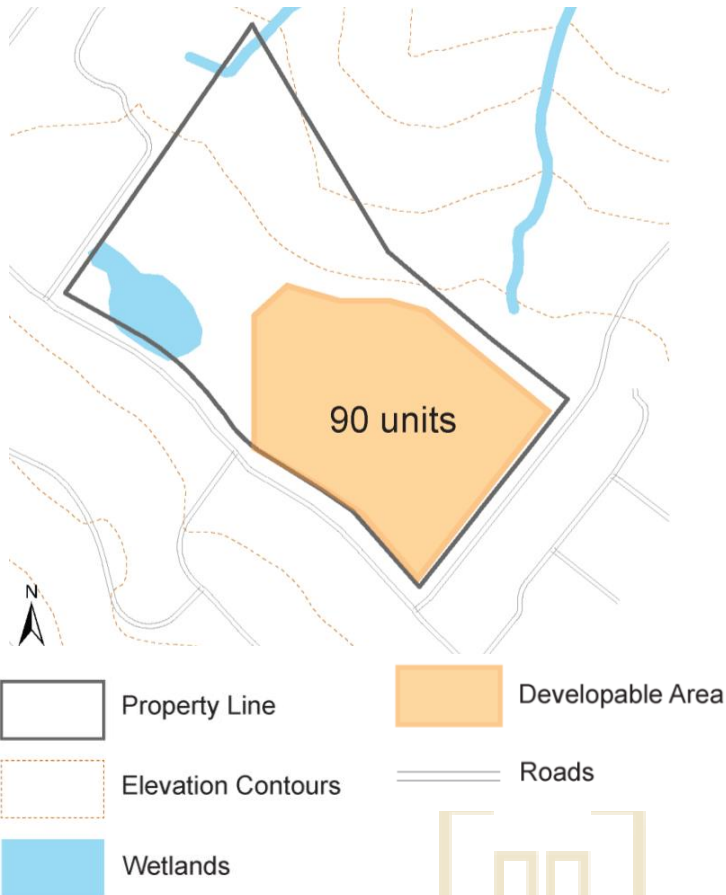 90 units
N
Property Line
Developable Area
Elevation Contours
Roads
Wetlands